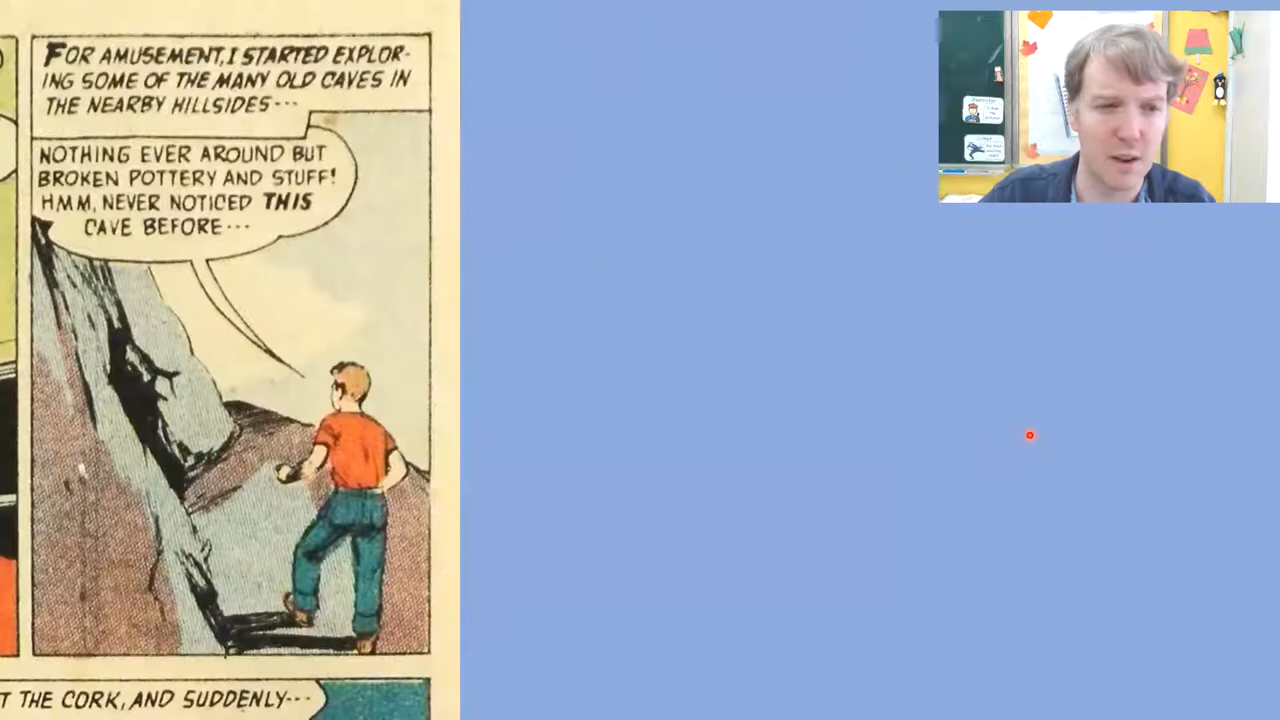 FOR AMUSEMENT, I STARTED EXPLOR-
ING SOME OF THE MANY OLD CAVES IN
THE NEARBY HILLSIDES---
NOTHING EVER AROUND BUT
BROKEN POTTERY AND STUFF!
HMM, NEVER NOTICED THIS
CAVE BEFORE---
T THE CORK, AND SUDDENLY---